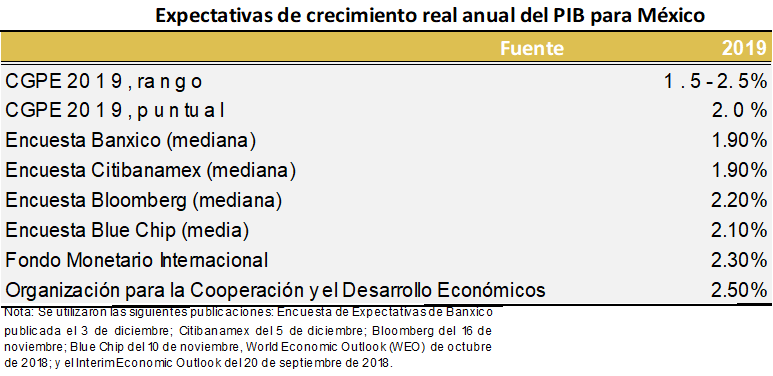 Expectativas de crecimiento real anual del PIB para México
Fuente 2019
CGPE 2019, rango 1.5-2.5%
CGPE 2019, puntual 2.0%
Encuesta Banxico (mediana) 1.90%
Encuesta Citibanamex (mediana) 1.90%
Encuesta Bloomberg (mediana) 2.20%
Encuesta Blue Chip (media) 2.10%
Fondo Monetario Internacional 2.30%
Organización para la Cooperación y el Desarrollo Económicos 2.50%
Nota: Se utilizaron las siguientes publicaciones: Encuesta de Expectativas de Banxico
publicada el 3 de diciembre; Citibanamex del 5 de diciembre; Bloomberg del 16 de
noviembre; Blue Chip del 10 de noviembre, World Economic Outlook (WEO) de octubre
de 2018; y el Interim Economic Outlook del 20 de septiembre de 2018.